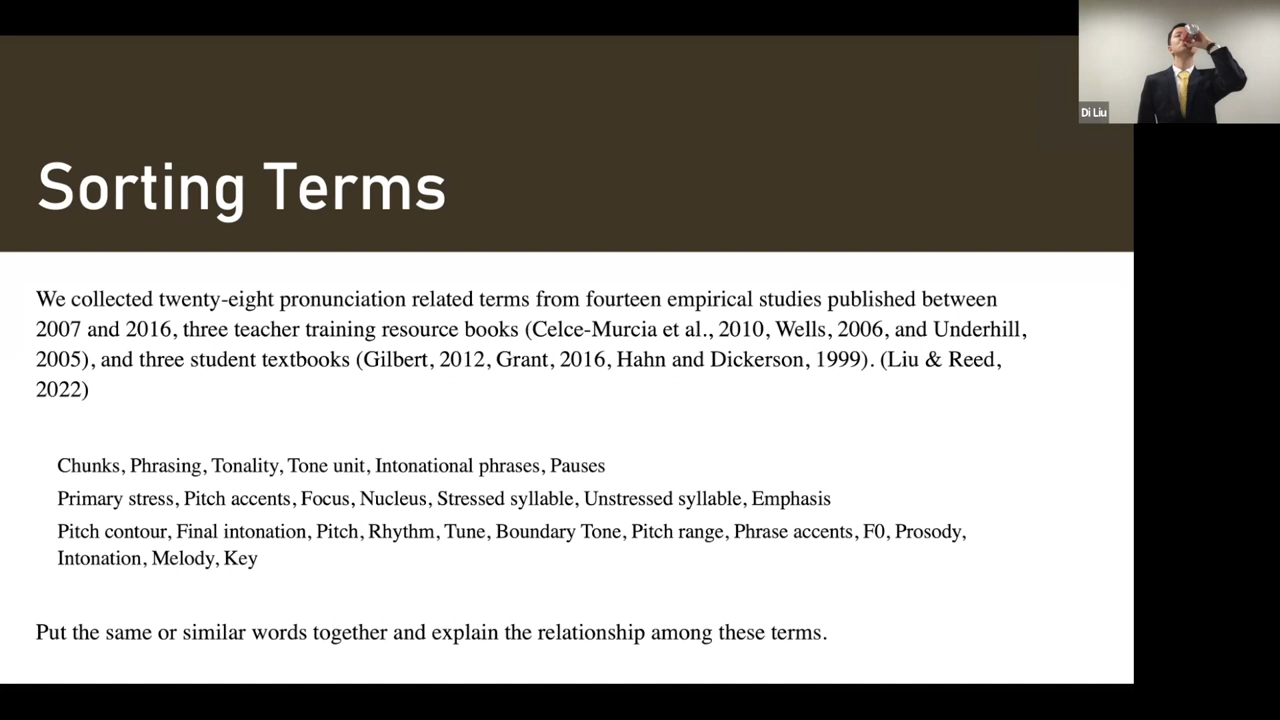 Di Liu
Sorting Terms
We collected twenty-eight pronunciation related terms from fourteen empirical studies published between
2007 and 2016, three teacher training resource books (Celce-Murcia et al., 2010, Wells, 2006, and Underhill,
2005), and three student textbooks (Gilbert, 2012, Grant, 2016, Hahn and Dickerson, 1999). (Liu & Reed,
2022)
Chunks, Phrasing, Tonality, Tone unit, Intonational phrases, Pauses
Primary stress, Pitch accents, Focus, Nucleus, Stressed syllable, Unstressed syllable, Emphasis
Pitch contour, Final intonation, Pitch, Rhythm, Tune, Boundary Tone, Pitch range, Phrase accents, F0, Prosody,
Intonation, Melody, Key
Put the same or similar words together and explain the relationship among these terms.